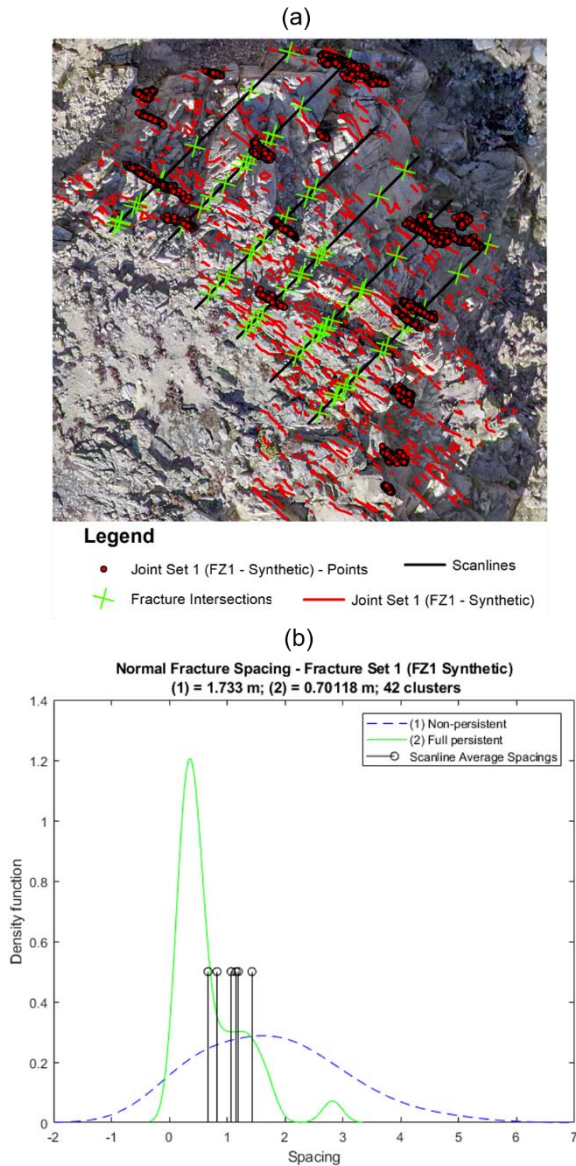 (a)
Legend
Joint Set 1 (FZ1 - Synthetic) - Points
Scanlines
Fracture Intersections
Joint Set 1 (FZ1 - Synthetic)
(b)
Normal Fracture Spacing - Fracture Set 1 (FZ1 Synthetic)
(1) = 1.733 m; (2) = 0.70118 m; 42 clusters
(1) Non-persistent
(2) Full persistent
Scanline Average Spacings
Density function
1.4
1.2
1
0.8
0.6
0.4
0.2
0
-2
-1
0
1
2
3
4
5
6
7
Spacing